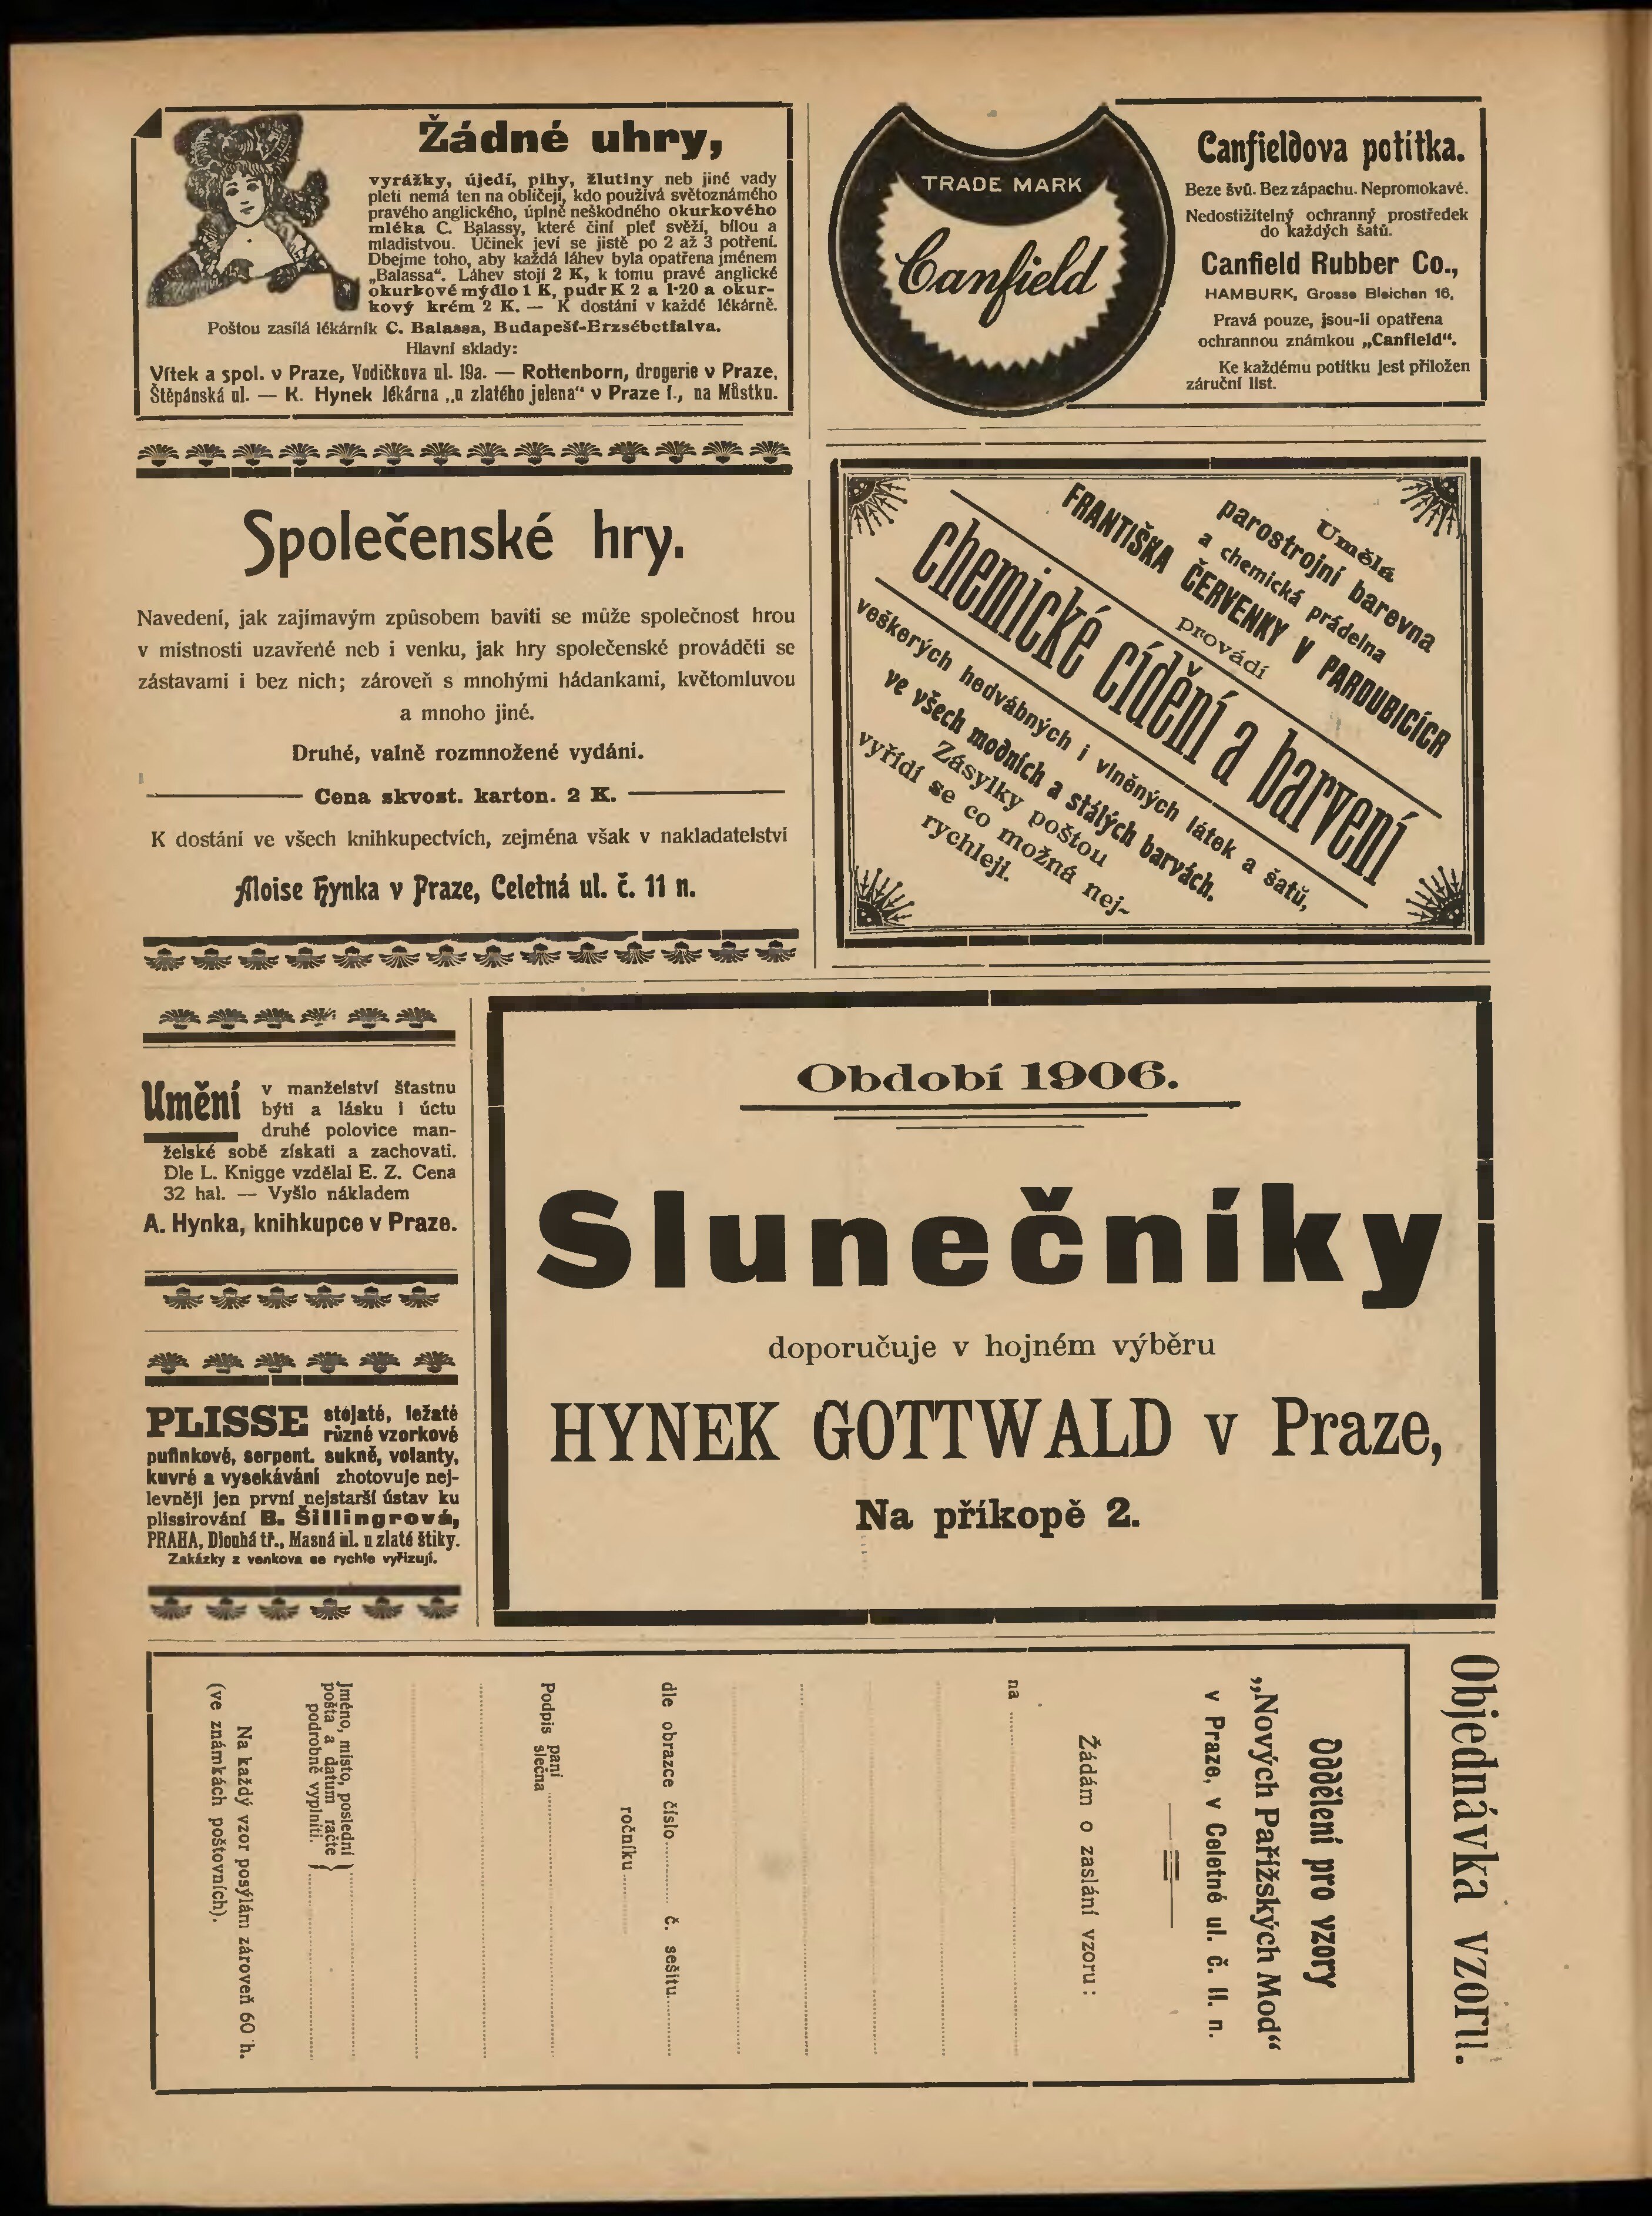 Žádné uhry,
vyrážky, újedí, pihy, žlutiny neb jiné vady
pleti nemá ten na obličeji, kdo používá světoznámého
pravého anglického, úplně neškodného okurkového
mléka C. Balassy, které činí pleť svěží, bílou a
mladistvou. Účinek jeví se jistě po 2 až 3 potření.
Dbejme toho, aby každá láhev byla opatřena jménem
„Balassa“. Láhev stojí 2 K, k tomu pravé anglické
okurkové mýdlo 1 K, pudr K 2 a 1·20 a okur-
kový krém 2 K. — K dostání v každé lékárně.
Poštou zasílá lékárník C. Balassa, Budapešť-Erzsébetfalva.
Hlavní sklady:
Vítek a spol. v Praze, Vodičkova ul. 19a. — Rottenborn, drogerie v Praze,
Štěpánská ul. — K. Hynek lékárna „u zlatého jelena“ v Praze I., na Můstku.
TRADE MARK
Canfield
Canfieldova potítka.
Beze švů. Bez zápachu. Nepromokavé.
Nedostižitelný ochranný prostředek
do každých šatů.
Canfield Rubber Co.,
HAMBURK, Grosse Bleichen 16,
Pravá pouze, jsou-li opatřena
ochrannou známkou „Canfield“.
Ke každému potítku jest přiložen
záruční list.
Společenské hry.
Navedení, jak zajímavým způsobem baviti se může společnost hrou
v místnosti uzavřené neb i venku, jak hry společenské prováděti se
zástavami i bez nich; zároveň s mnohými hádankami, květomluvou
a mnoho jiné.
Druhé, valně rozmnožené vydání.
Cena skvost. karton. 2 K.
K dostání ve všech knihkupectvích, zejména však v nakladatelství
Aloise Hynka v Praze, Celetná ul. č. 11 n.
Umělá
parostrojní barevna
a chemická prádelna
FRANTIŠKA ČERVENKY V PARDUBICÍCH
provádí
chemické cídění a barvení
veškerých hedvábných i vlněných látek a šatů,
ve všech modních a stálých barvách.
Zásylky poštou
vyřídí se co možná nej-
rychleji.
Umění v manželství šťastnu
býti a lásku i úctu
druhé polovice man-
želské sobě získati a zachovati.
Dle L. Knigge vzdělal E. Z. Cena
32 hal. — Vyšlo nákladem
A. Hynka, knihkupce v Praze.
PLISSE stojaté, ležaté
různé vzorkové
pufinkové, serpent. sukně, volanty,
kuvré a vysekávání zhotovuje nej-
levněji jen první nejstarší ústav ku
plissirování B. Šillingrová,
PRAHA, Dlouhá tř., Masná ul. u zlaté štiky.
Zakázky z venkova se rychle vyřizují.
Období 1906.
Slunečníky
doporučuje v hojném výběru
HYNEK GOTTWALD v Praze,
Na příkopě 2.
Objednávka vzoru.
Oddělení pro vzory
„Nových Pařížských Mod“
v Praze, v Celetné ul. č. 11. n.
Žádám o zaslání vzoru:
na
dle obrazce číslo č. sešitu
ročníku
Podpis paní
slečna
Jméno, místo, poslední
pošta a datum račte
podrobně vyplniti.
Na každý vzor posýlám zároveň 60 h.
(ve známkách poštovních).